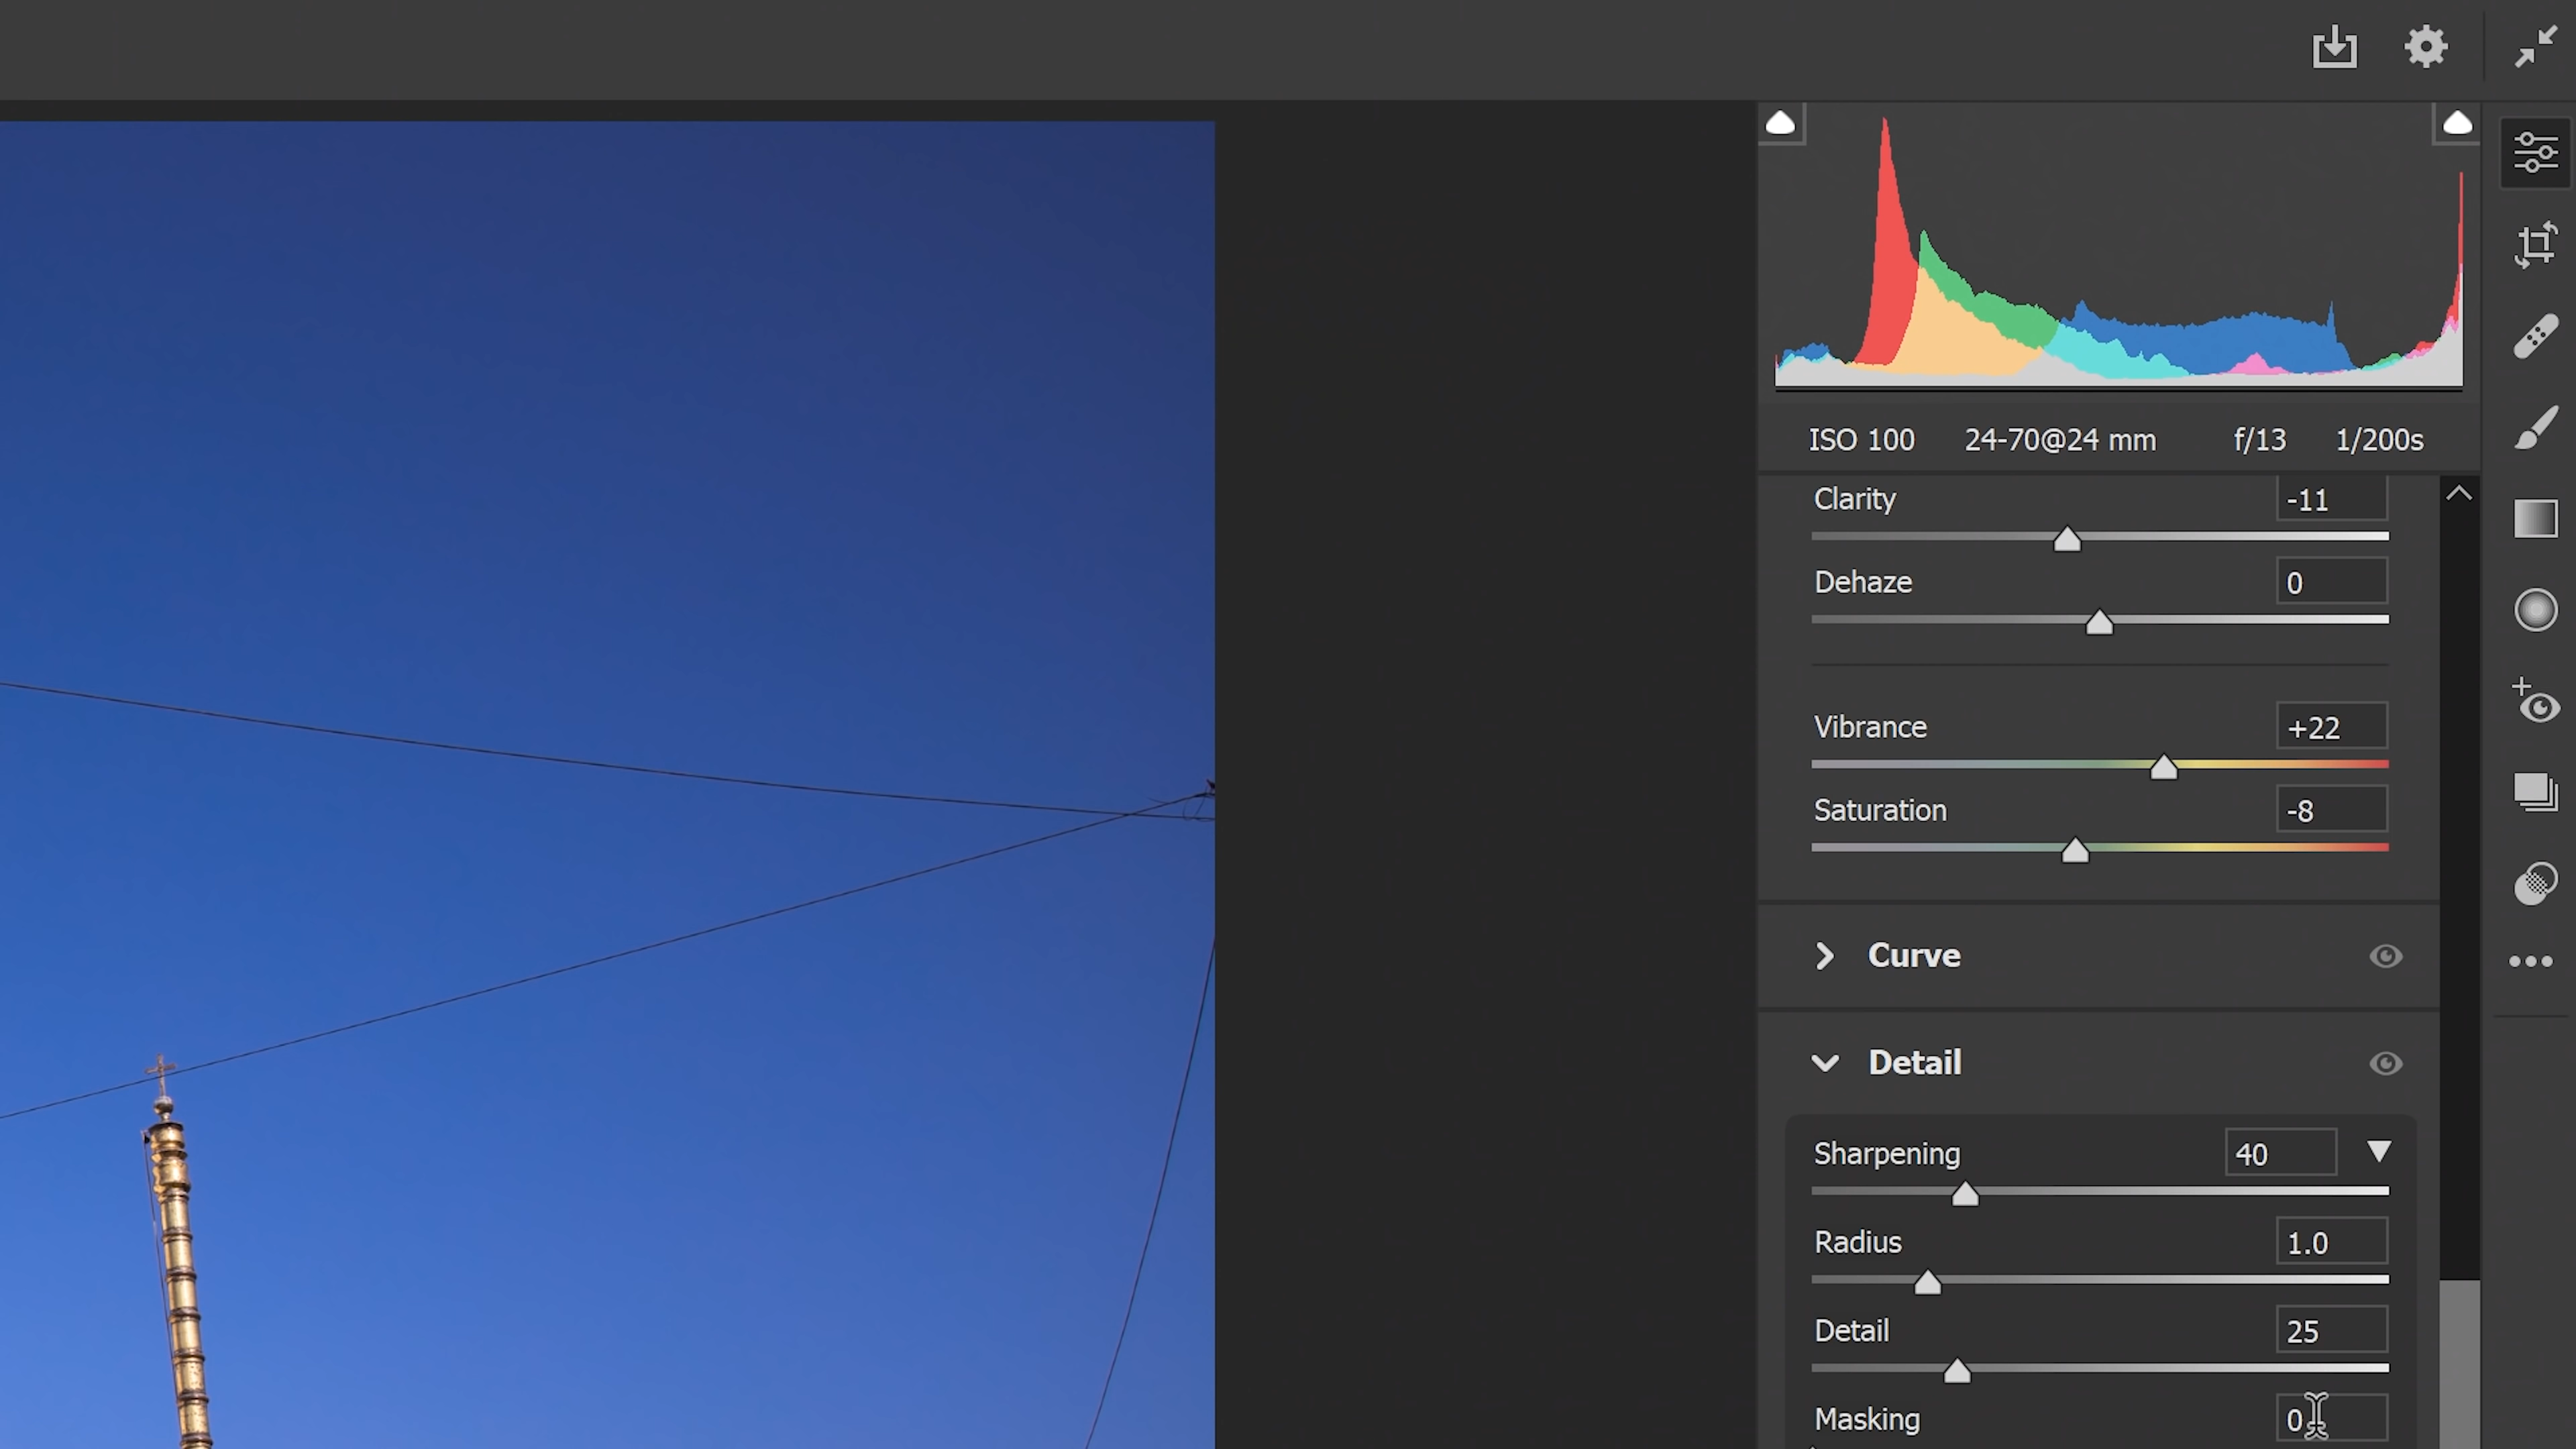 ISO 100 24-70@24 mm f/13 1/200s
Clarity -11
Dehaze 0
Vibrance +22
Saturation -8
Curve
Detail
Sharpening 40
Radius 1.0
Detail 25
Masking 0